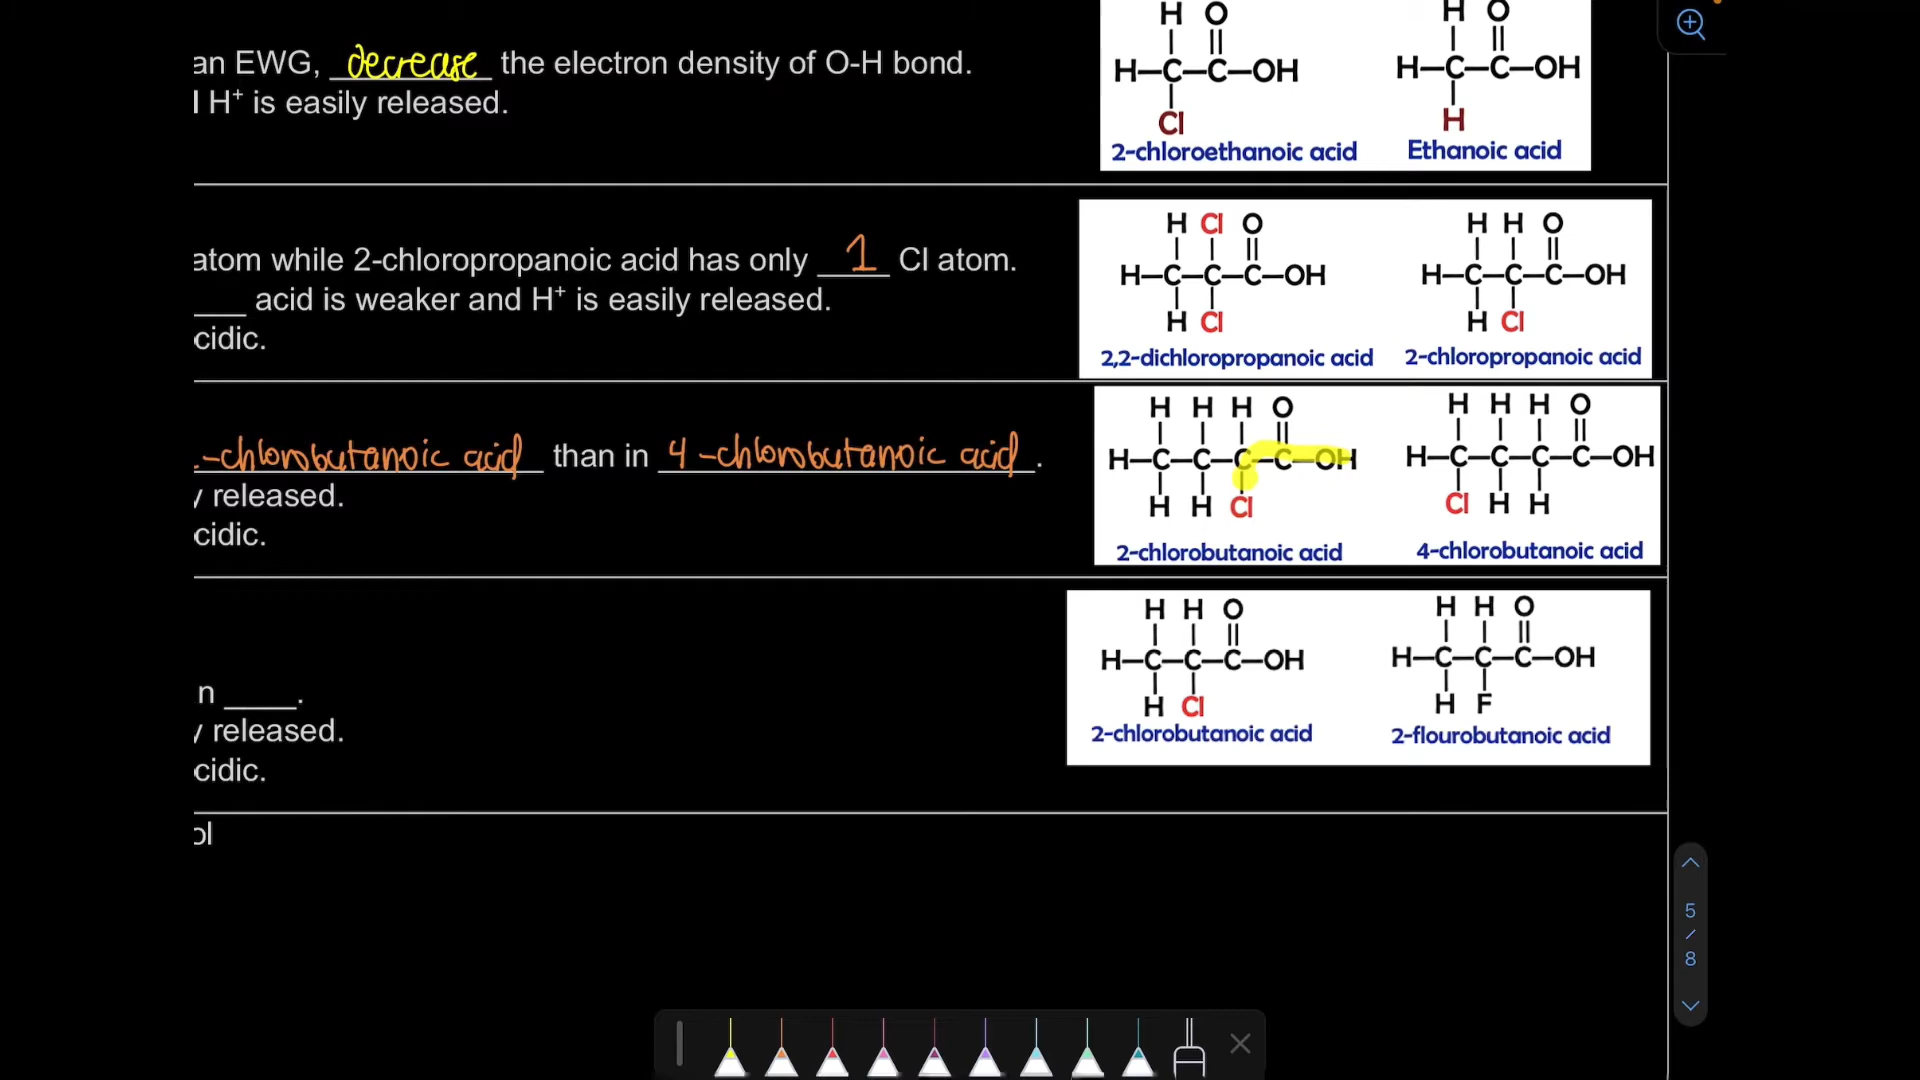 an EWG, decrease the electron density of O-H bond.
H⁺ is easily released.
H O
H–C–C–OH
Cl
2-chloroethanoic acid
H O
H–C–C–OH
H
Ethanoic acid
atom while 2-chloropropanoic acid has only 1 Cl atom.
____ acid is weaker and H⁺ is easily released.
cidic.
H Cl O
H–C–C–C–OH
H Cl
2,2-dichloropropanoic acid
H H O
H–C–C–C–OH
H Cl
2-chloropropanoic acid
-chlorobutanoic acid than in 4-chlorobutanoic acid.
y released.
cidic.
H H H O
H–C–C–C–C–OH
H H Cl
2-chlorobutanoic acid
H H H O
H–C–C–C–C–OH
Cl H H
4-chlorobutanoic acid
n ____.
y released.
cidic.
H H O
H–C–C–C–OH
H Cl
2-chlorobutanoic acid
H H O
H–C–C–C–OH
H F
2-flourobutanoic acid
ol
5
/
8